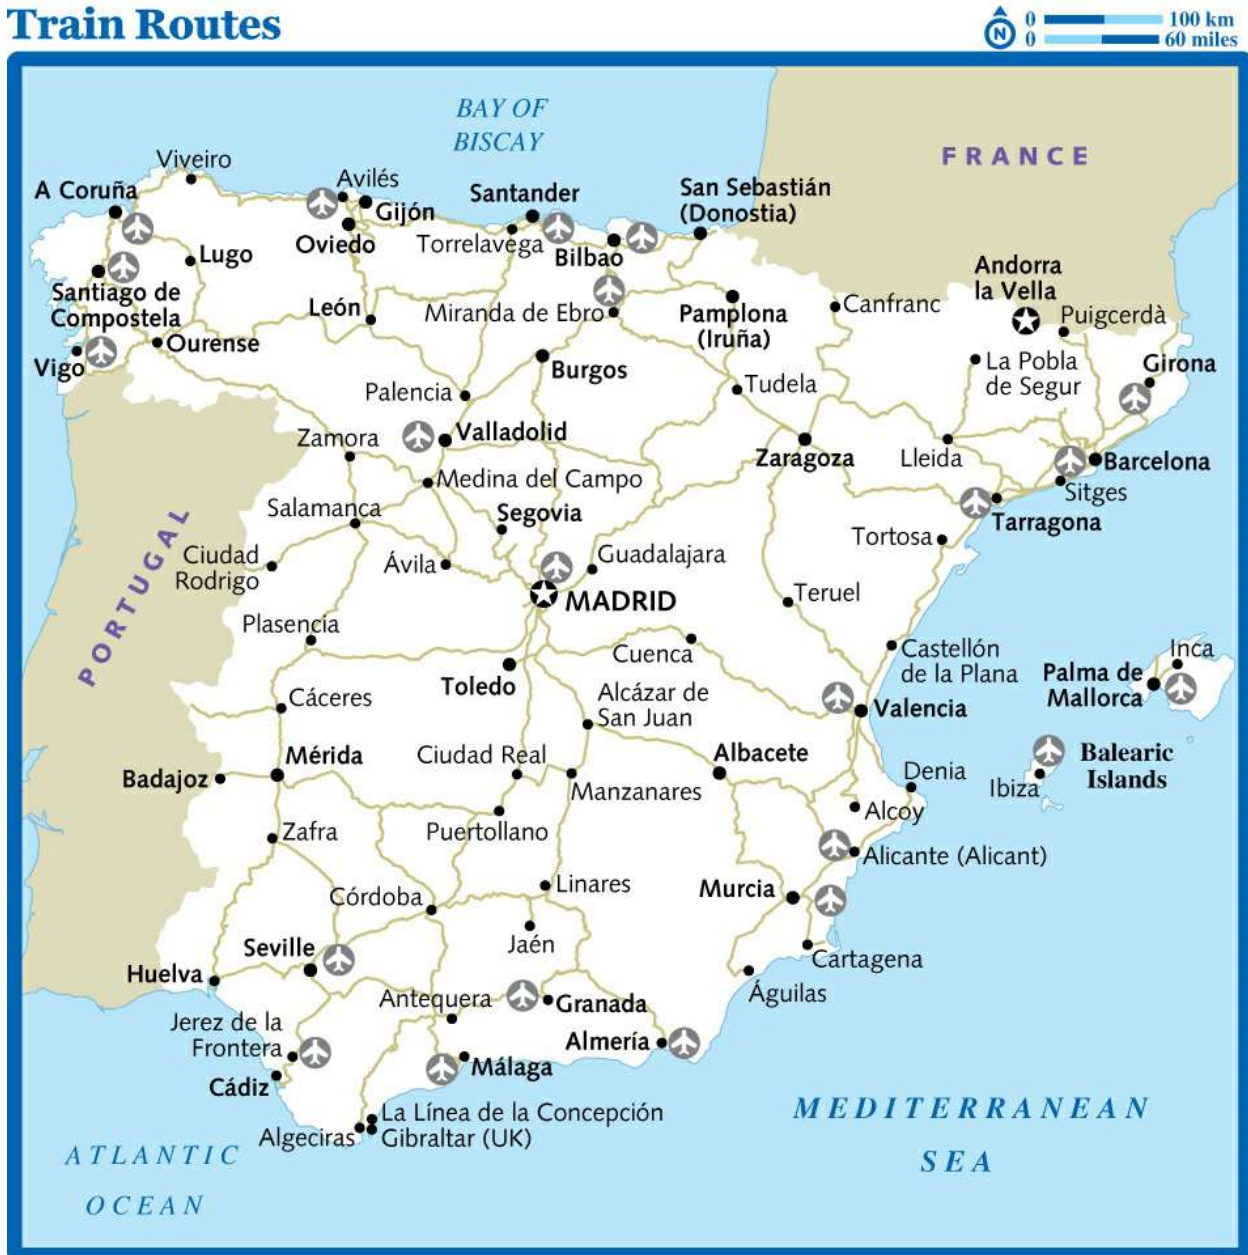 Train Routes
N
0 100 km
0 60 miles
BAY OF
BISCAY
FRANCE
Viveiro
A Coruña
Avilés
Gijón
Santander
San Sebastián
(Donostia)
Oviedo
Torrelavega
Bilbao
Lugo
Andorra
la Vella
Santiago de
Compostela
León
Miranda de Ebro
Pamplona
(Iruña)
Canfranc
Puigcerdà
Vigo
Ourense
Burgos
La Pobla
de Segur
Girona
Palencia
Tudela
Zamora
Valladolid
Zaragoza
Lleida
Barcelona
Medina del Campo
Sitges
Salamanca
Segovia
Tarragona
PORTUGAL
Ciudad
Rodrigo
Ávila
Guadalajara
Tortosa
MADRID
Teruel
Plasencia
Cuenca
Castellón
de la Plana
Inca
Toledo
Palma de
Mallorca
Cáceres
Alcázar de
San Juan
Valencia
Mérida
Ciudad Real
Albacete
Balearic
Islands
Badajoz
Manzanares
Denia
Ibiza
Zafra
Puertollano
Alcoy
Alicante (Alicant)
Córdoba
Linares
Murcia
Seville
Jaén
Cartagena
Huelva
Antequera
Granada
Águilas
Jerez de la
Frontera
Almería
Cádiz
Málaga
La Línea de la Concepción
Algeciras
Gibraltar (UK)
MEDITERRANEAN
SEA
ATLANTIC
OCEAN